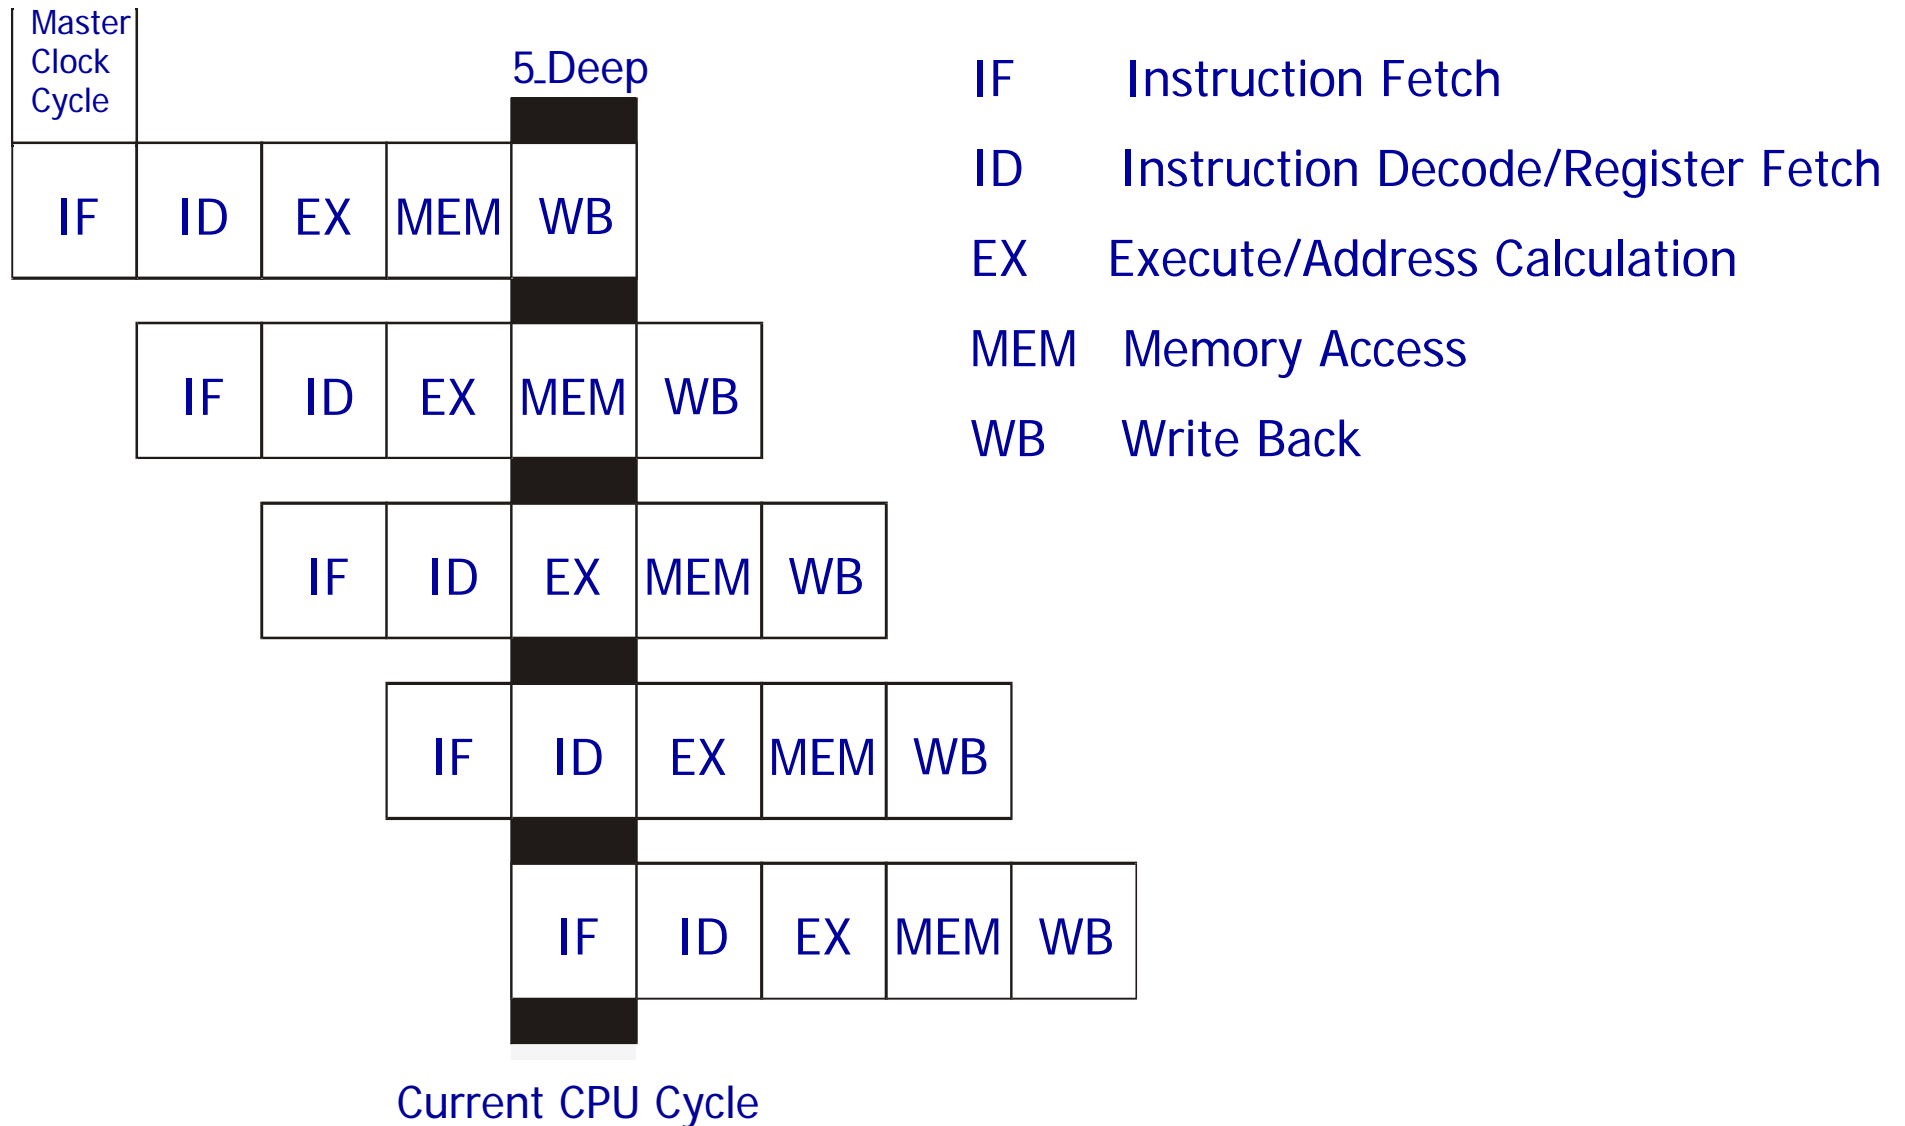 Master
Clock
Cycle
5_Deep
IF Instruction Fetch
ID Instruction Decode/Register Fetch
EX Execute/Address Calculation
MEM Memory Access
WB Write Back
IF ID EX MEM WB
IF ID EX MEM WB
IF ID EX MEM WB
IF ID EX MEM WB
IF ID EX MEM WB
Current CPU Cycle